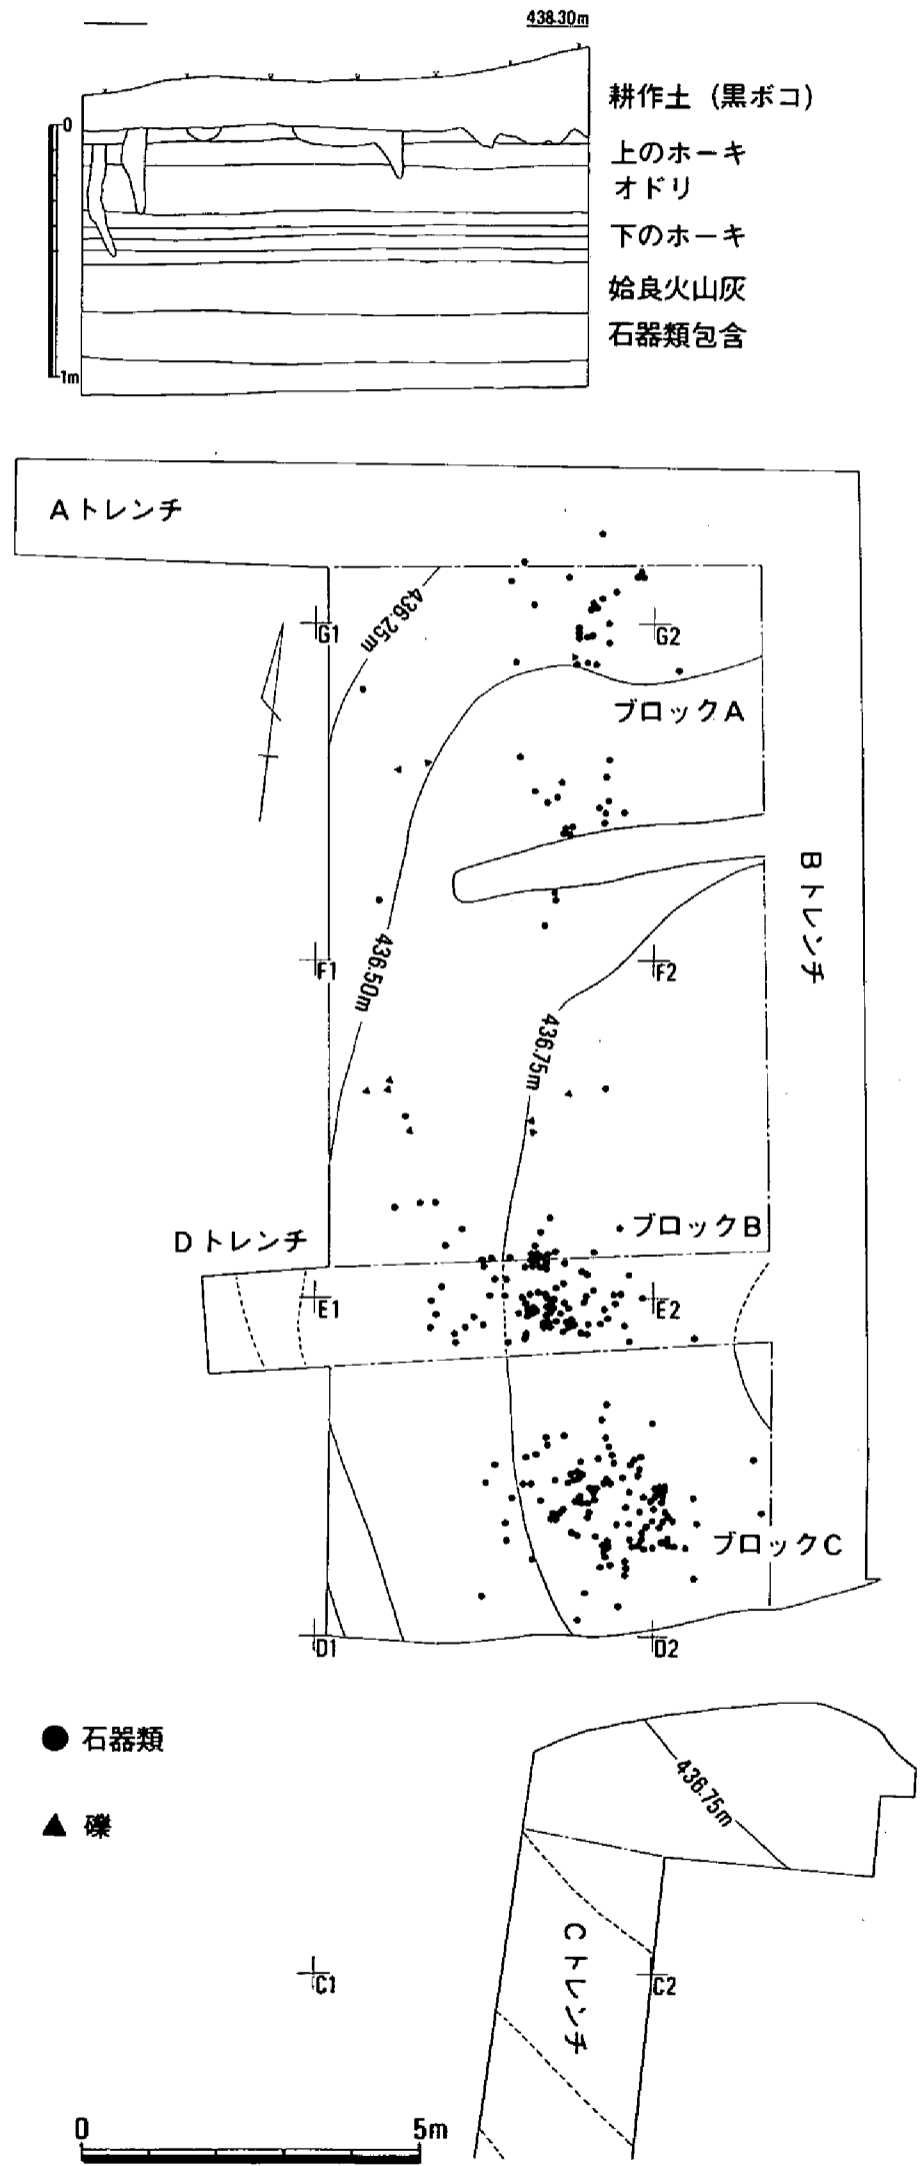 438.30m
耕作土 (黒ボコ)
0
上のホーキ
オドリ
下のホーキ
姶良火山灰
石器類包含
1m
Aトレンチ
436.25m
G1
G2
ブロックA
Bトレンチ
F1
436.50m
F2
436.75m
Dトレンチ
ブロックB
E1
E2
ブロックC
D1
D2
● 石器類
▲ 礫
436.75m
Cトレンチ
C1
C2
0
5m